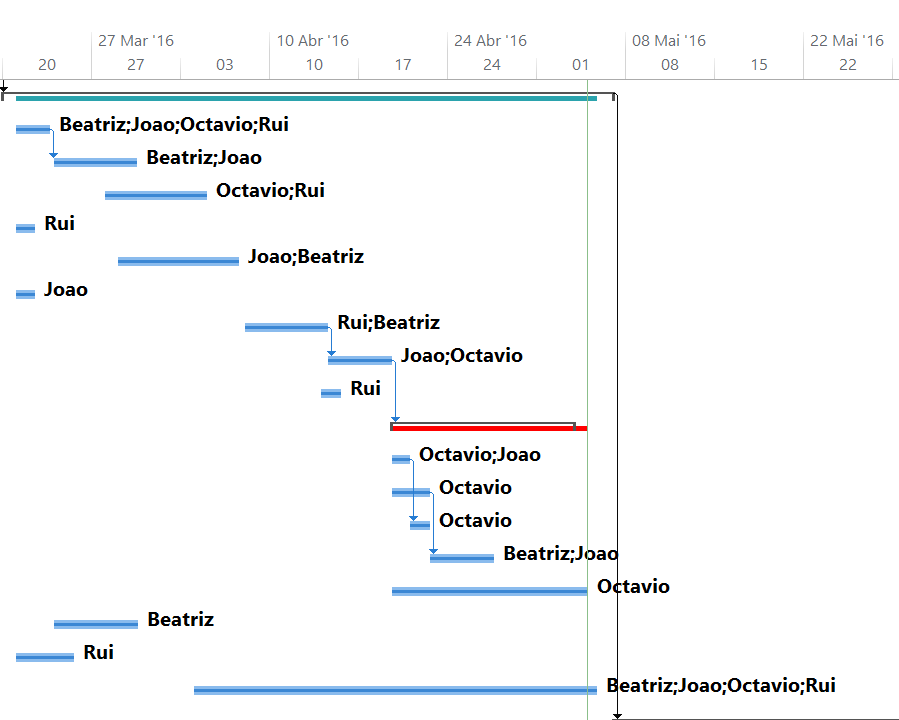 27 Mar '16 10 Abr '16 24 Abr '16 08 Mai '16 22 Mai '16
20 27 03 10 17 24 01 08 15 22
Beatriz;Joao;Octavio;Rui
Beatriz;Joao
Octavio;Rui
Rui
Joao;Beatriz
Joao
Rui;Beatriz
Joao;Octavio
Rui
Octavio;Joao
Octavio
Octavio
Beatriz;Joao
Octavio
Beatriz
Rui
Beatriz;Joao;Octavio;Rui